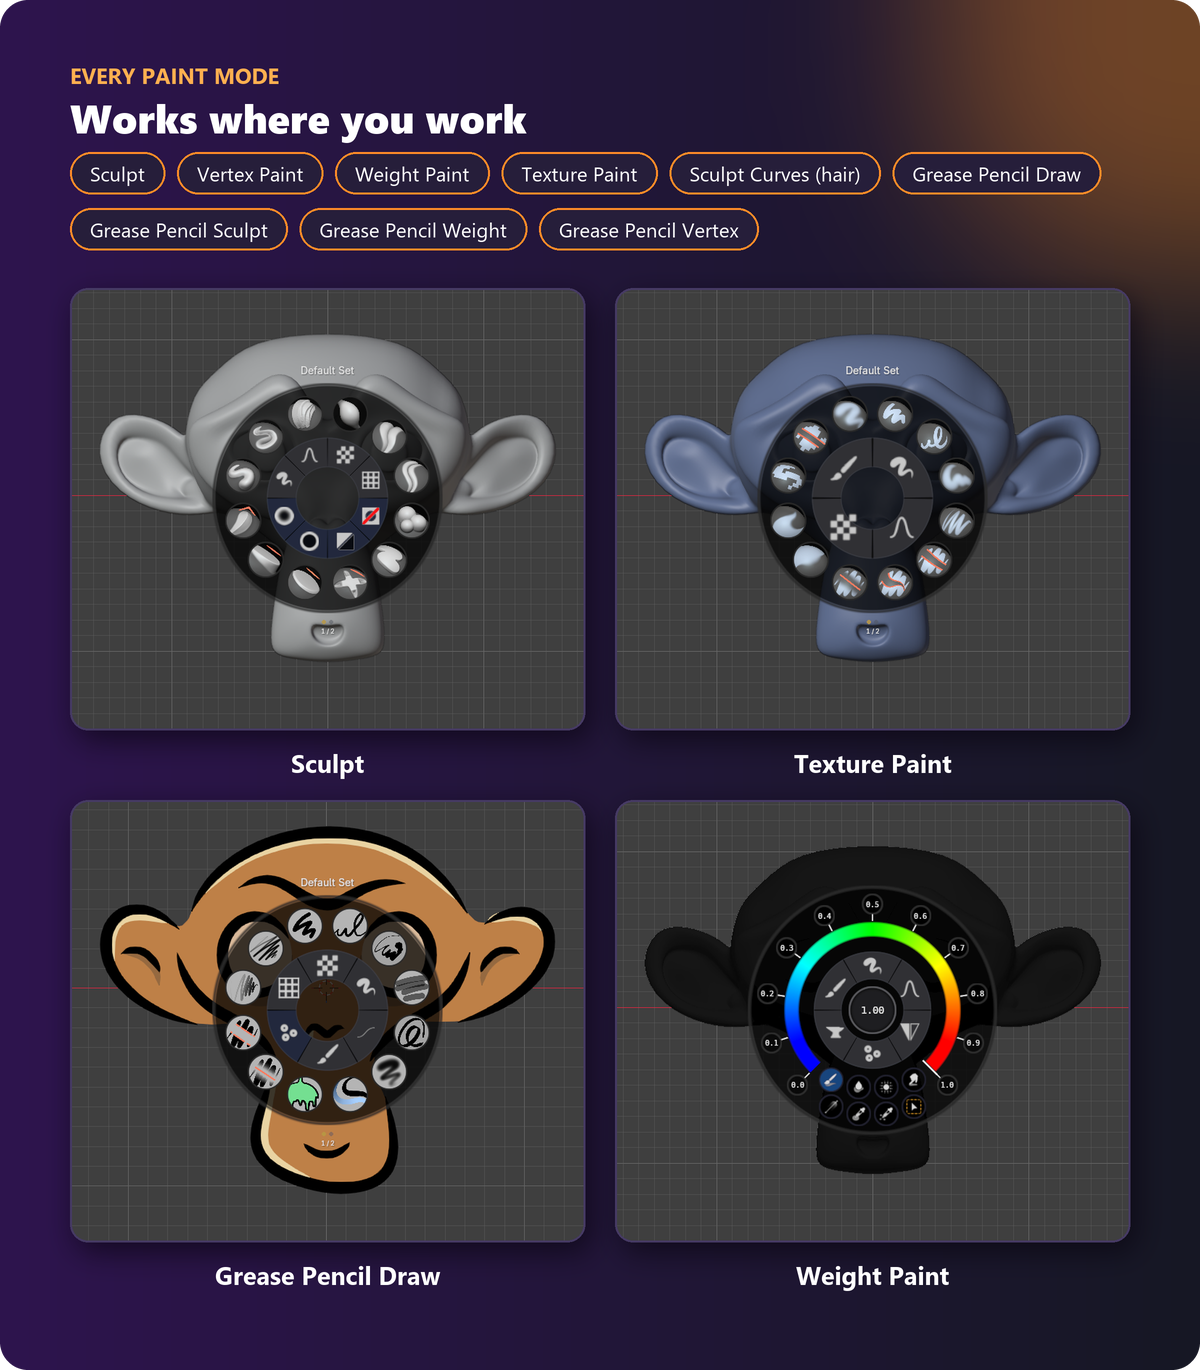 EVERY PAINT MODE
Works where you work
Sculpt
Vertex Paint
Weight Paint
Texture Paint
Sculpt Curves (hair)
Grease Pencil Draw
Grease Pencil Sculpt
Grease Pencil Weight
Grease Pencil Vertex
Default Set
1/2
Sculpt
Default Set
1/2
Texture Paint
Default Set
1/2
Grease Pencil Draw
0.5
0.4
0.6
0.3
0.7
0.2
0.8
1.00
0.1
0.9
0.0
1.0
Weight Paint